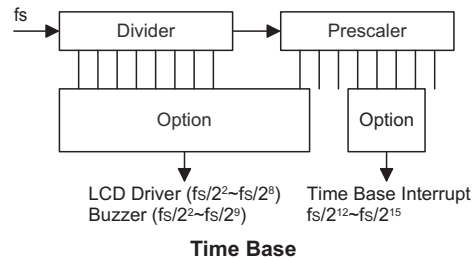 fs
Divider
Prescaler
Option
Option
LCD Driver (fs/2²~fs/2⁸)
Buzzer (fs/2²~fs/2⁹)
Time Base Interrupt
fs/2¹²~fs/2¹⁵
Time Base